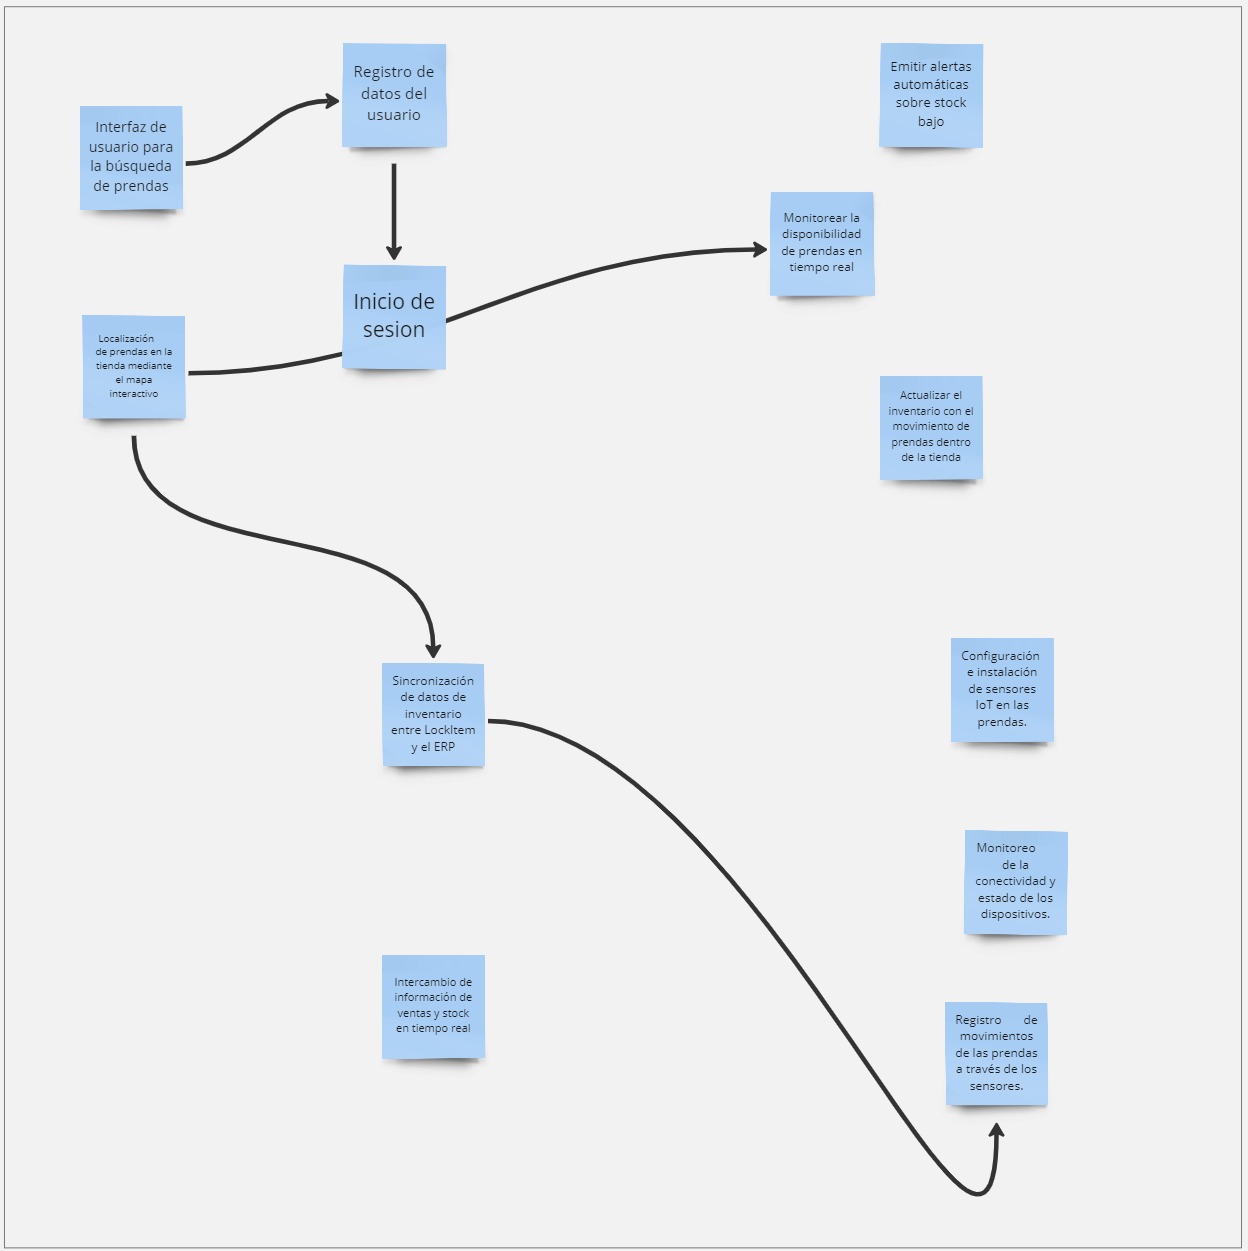 Registro de
datos del
usuario
Emitir alertas
automáticas
sobre stock
bajo
Interfaz de
usuario para
la búsqueda
de prendas
Monitorear la
disponibilidad
de prendas en
tiempo real
Inicio de
sesion
Localización
de prendas en la
tienda mediante
el mapa
interactivo
Actualizar el
inventario con el
movimiento de
prendas dentro
de la tienda
Sincronización
de datos de
inventario
entre LockItem
y el ERP
Configuración
e instalación
de sensores
IoT en las
prendas.
Monitoreo
de la
conectividad y
estado de los
dispositivos.
Intercambio de
información de
ventas y stock
en tiempo real
Registro de
movimientos
de las prendas
a través de los
sensores.